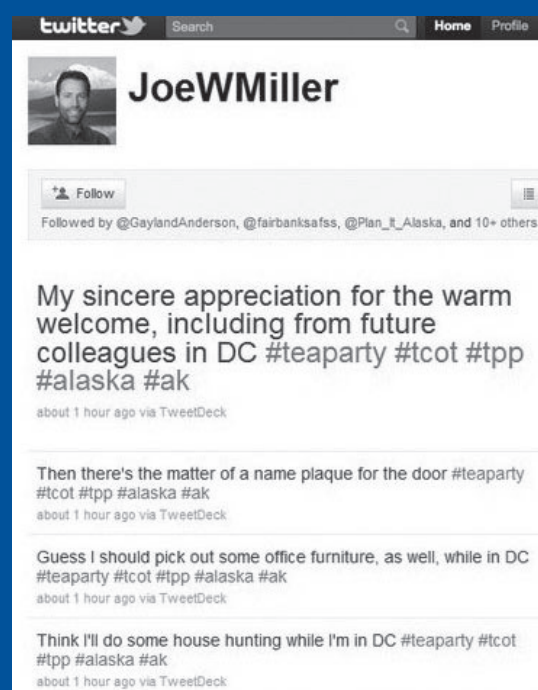 twitter Search Home Profile
JoeWMiller
Follow
Followed by @GaylandAnderson, @fairbanksafss, @Plan_It_Alaska, and 10+ others
My sincere appreciation for the warm
welcome, including from future
colleagues in DC #teaparty #tcot #tpp
#alaska #ak
about 1 hour ago via TweetDeck
Then there's the matter of a name plaque for the door #teaparty
#tcot #tpp #alaska #ak
about 1 hour ago via TweetDeck
Guess I should pick out some office furniture, as well, while in DC
#teaparty #tcot #tpp #alaska #ak
about 1 hour ago via TweetDeck
Think I'll do some house hunting while I'm in DC #teaparty #tcot
#tpp #alaska #ak
about 1 hour ago via TweetDeck